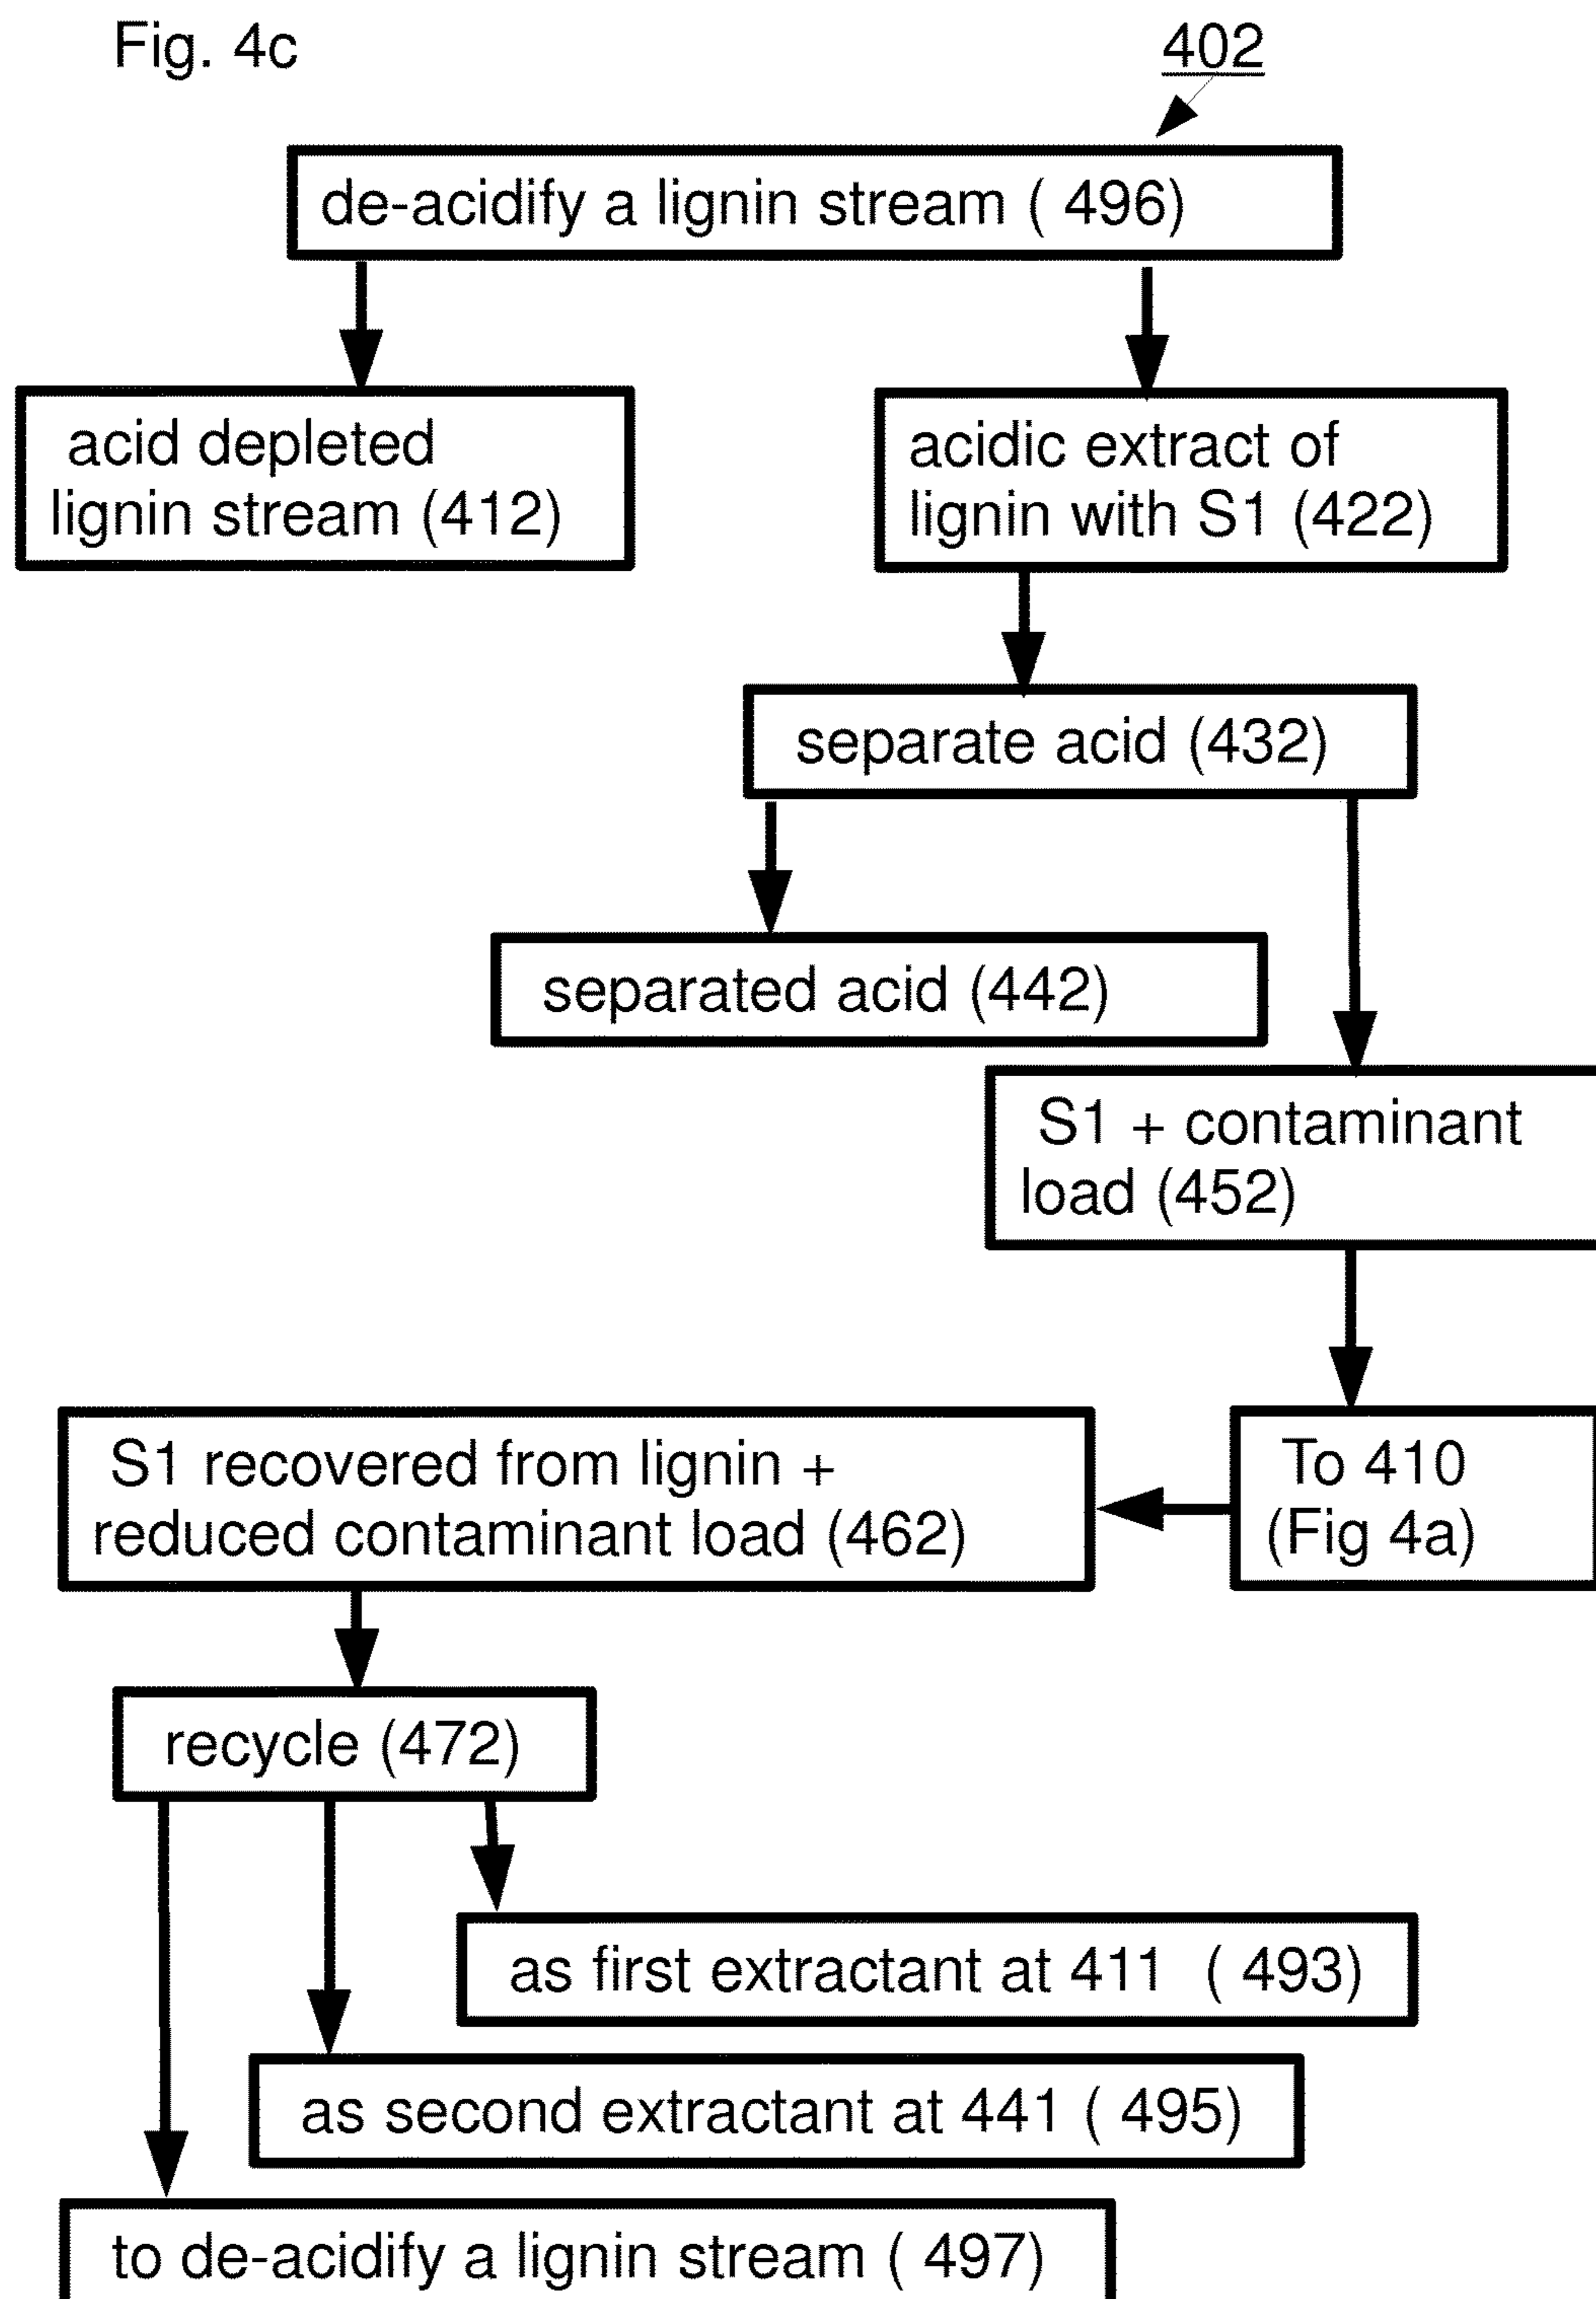 Fig. 4c
402
de-acidify a lignin stream ( 496)
acid depleted
lignin stream (412)
acidic extract of
lignin with S1 (422)
separate acid (432)
separated acid (442)
S1 + contaminant
load (452)
To 410
(Fig 4a)
S1 recovered from lignin +
reduced contaminant load (462)
recycle (472)
as first extractant at 411 ( 493)
as second extractant at 441 ( 495)
to de-acidify a lignin stream ( 497)